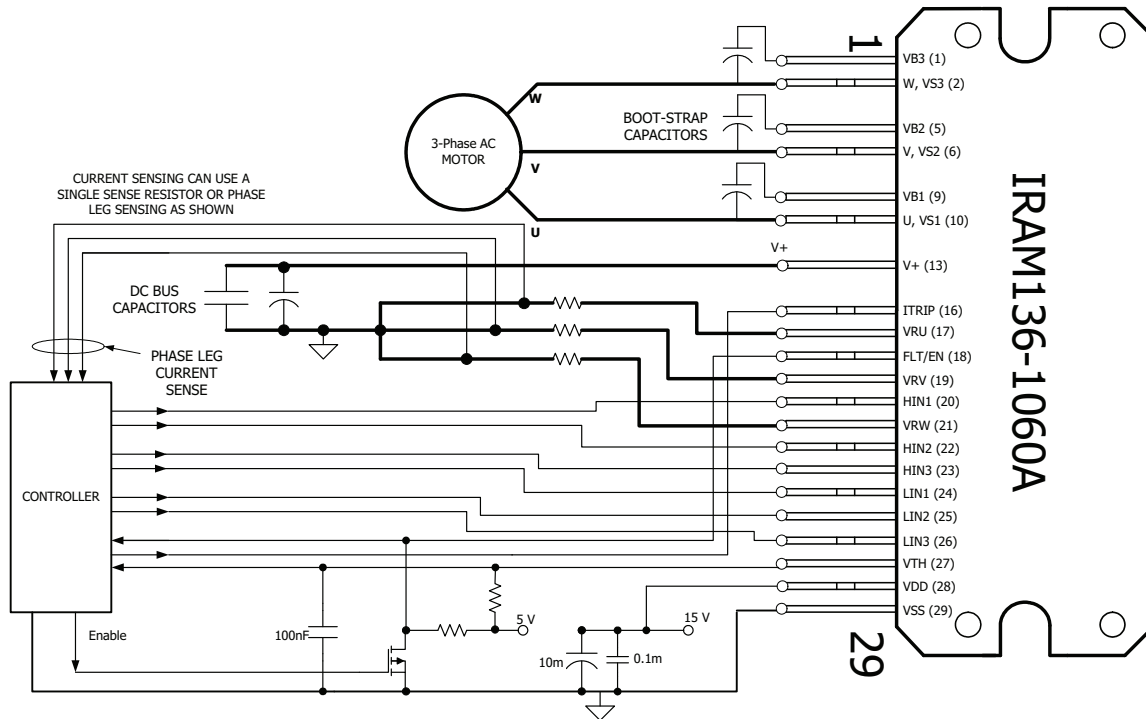 1
VB3 (1)
W, VS3 (2)
VB2 (5)
V, VS2 (6)
VB1 (9)
U, VS1 (10)
V+ (13)
ITRIP (16)
VRU (17)
FLT/EN (18)
VRV (19)
HIN1 (20)
VRW (21)
HIN2 (22)
HIN3 (23)
LIN1 (24)
LIN2 (25)
LIN3 (26)
VTH (27)
VDD (28)
VSS (29)
29
IRAM136-1060A
W
V
U
3-Phase AC
MOTOR
BOOT-STRAP
CAPACITORS
CURRENT SENSING CAN USE A
SINGLE SENSE RESISTOR OR PHASE
LEG SENSING AS SHOWN
V+
DC BUS
CAPACITORS
PHASE LEG
CURRENT
SENSE
CONTROLLER
Enable
100nF
5 V
15 V
10m
0.1m